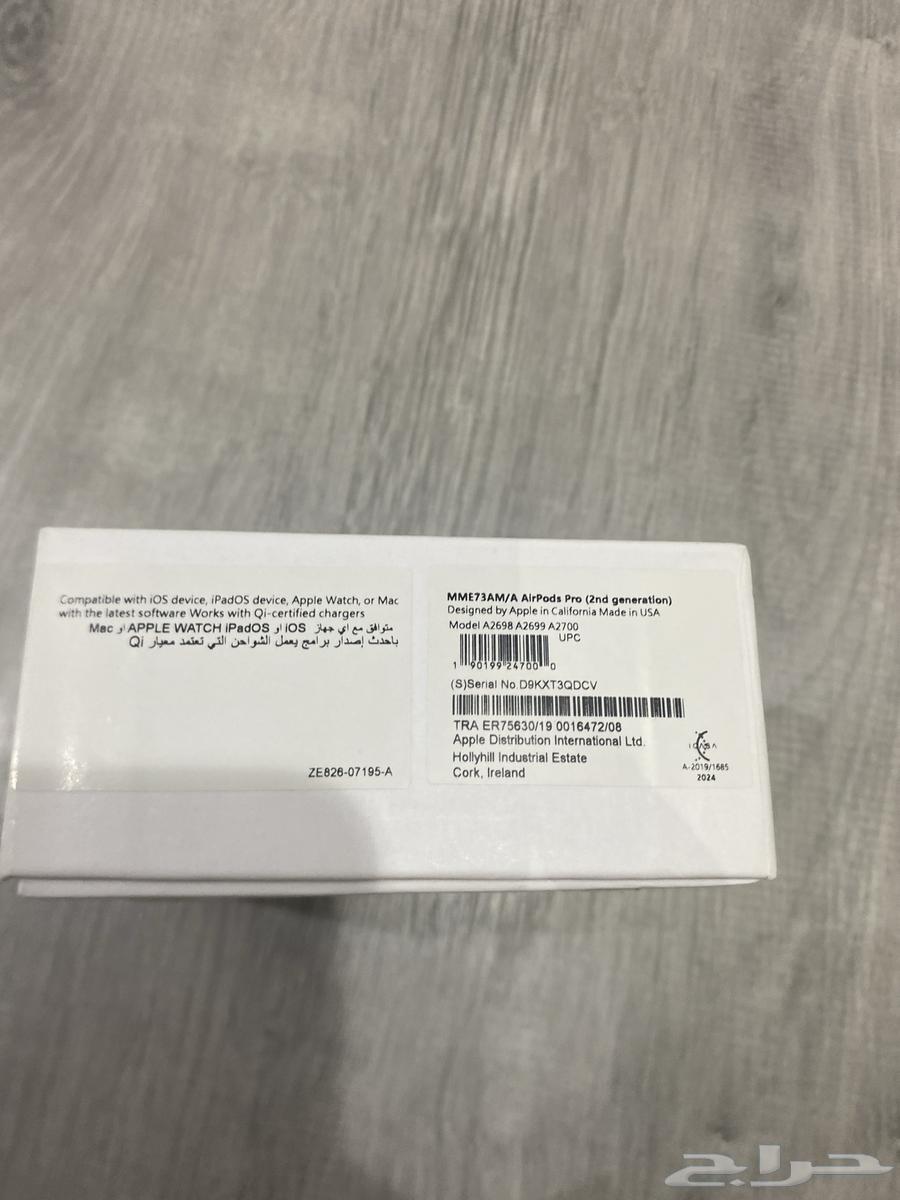 Compatible with iOS device, iPadOS device, Apple Watch, or Mac
with the latest software Works with Qi-certified chargers
متوافق مع اي جهاز iOS او APPLE WATCH iPadOS او Mac
باحدث إصدار برامج يعمل الشواحن التي تعتمد معيار Qi
ZE826-07195-A
MME73AM/A AirPods Pro (2nd generation)
Designed by Apple in California Made in USA
Model A2698 A2699 A2700
UPC
1 90199 24700 0
(S)Serial No.D9KXT3QDCV
TRA ER75630/19 0016472/08
Apple Distribution International Ltd.
Hollyhill Industrial Estate
Cork, Ireland
ICASA
A-2019/1685
2024
حراج